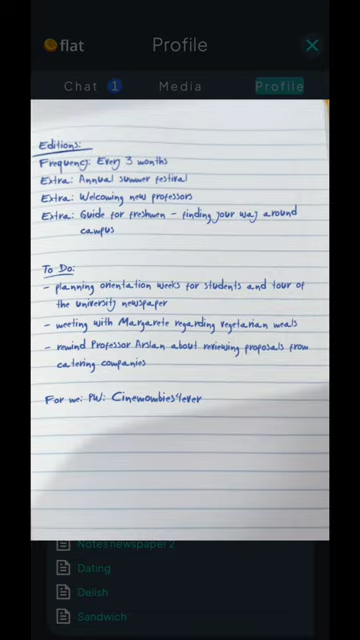 flat
Profile
Chat 1
Media
Profile
Editions:
Frequency: Every 3 months
Extra: Annual summer festival
Extra: Welcoming new professors
Extra: Guide for freshmen – finding your way around
campus
To Do:
- planning orientation weeks for students and tour of
the university newspaper
- meeting with Margarete regarding vegetarian meals
- remind Professor Arslan about reviewing proposals from
catering companies
For me: PW: Cinemombies4ever
Notes newspaper 2
Dating
Delish
Sandwich